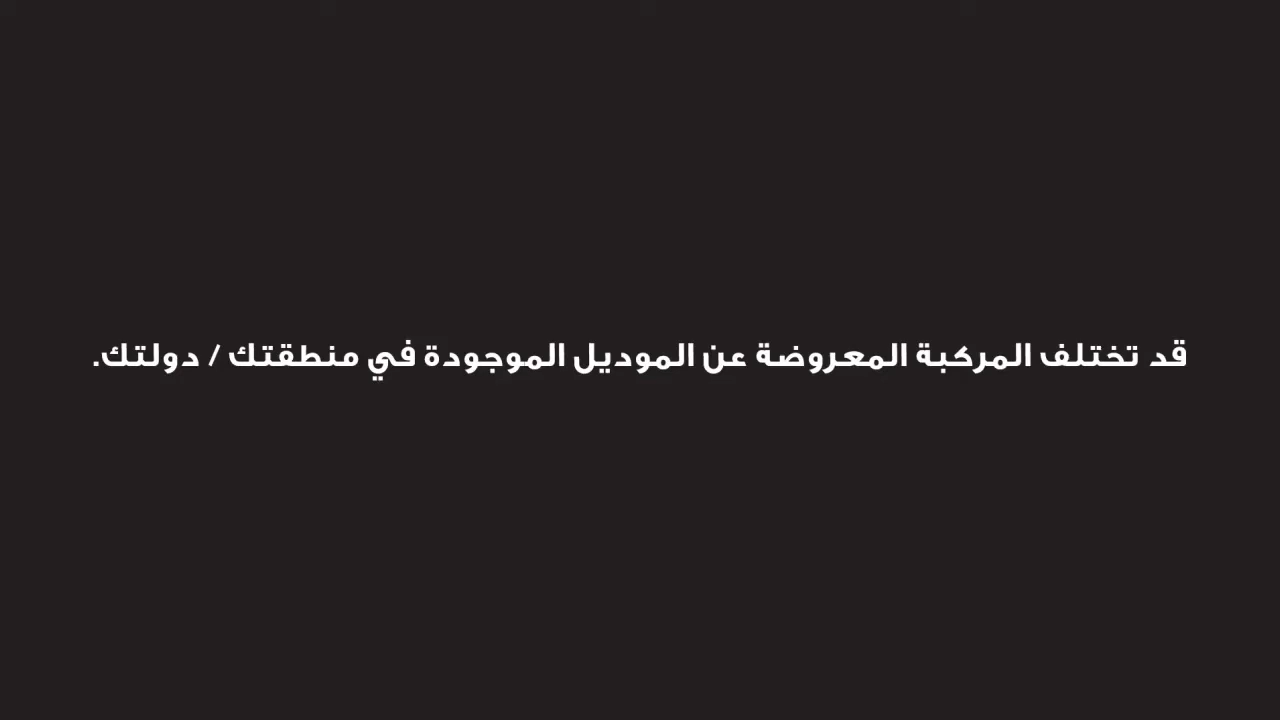 قد تختلف المركبة المعروضة عن الموديل الموجودة في منطقتك / دولتك.